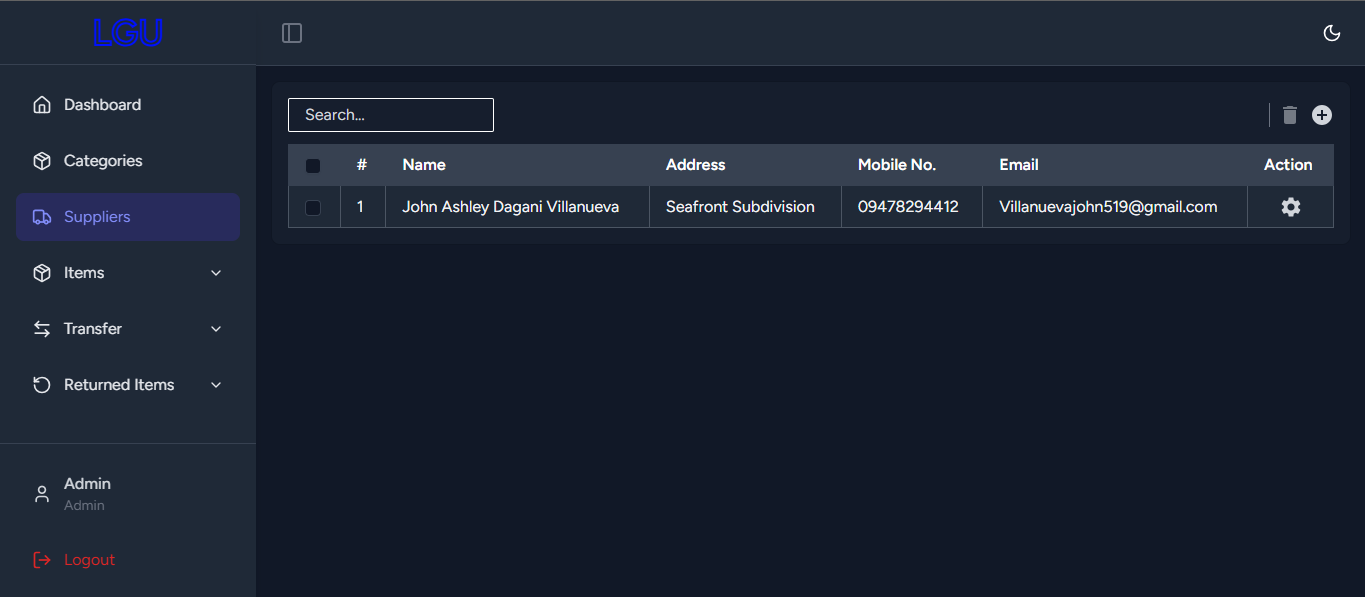 LGU
Dashboard
Categories
Suppliers
Items
Transfer
Returned Items
Admin
Admin
Logout
Search...
# Name Address Mobile No. Email Action
1 John Ashley Dagani Villanueva Seafront Subdivision 09478294412 Villanuevajohn519@gmail.com